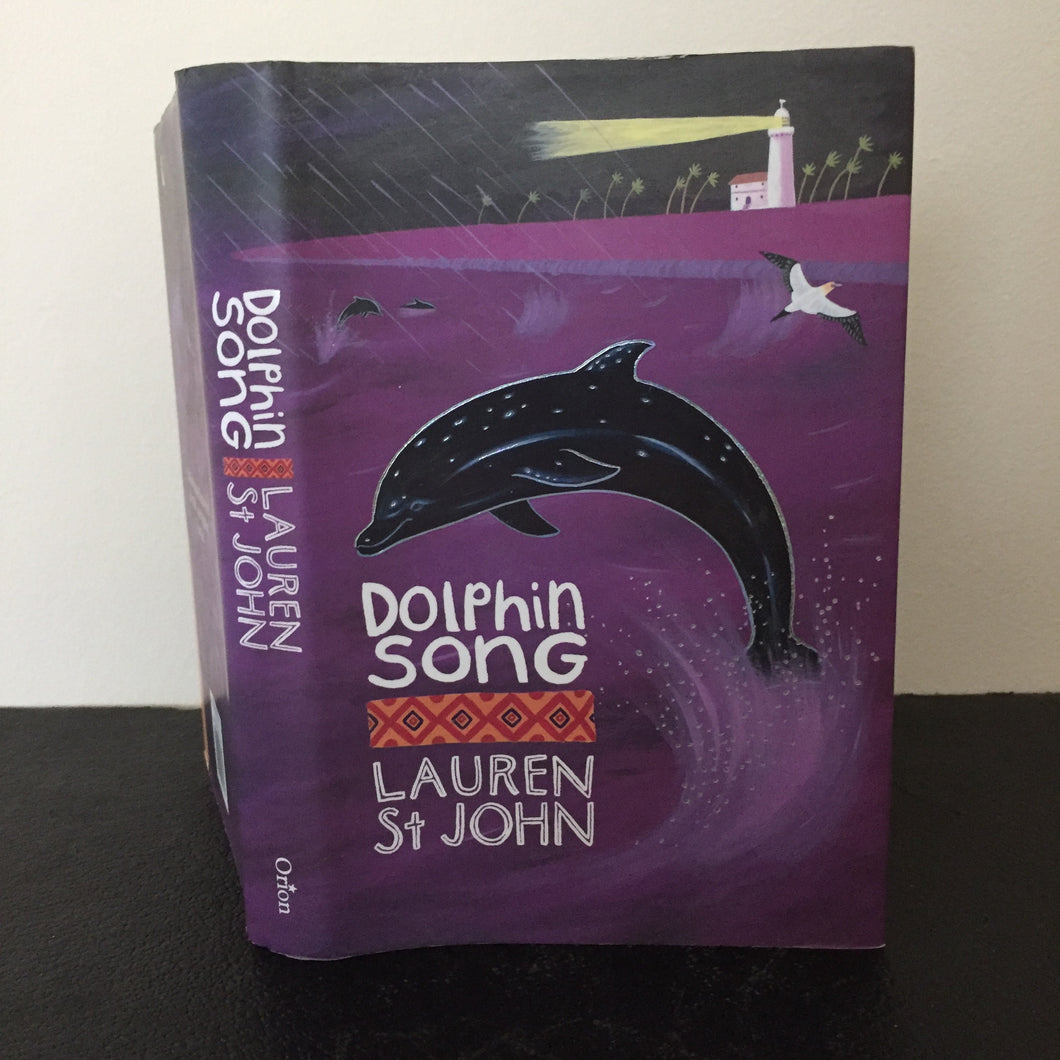 Dolphin
Song
LAUREN
St JOHN
Orion
Dolphin
Song
LAUREN
St JOHN